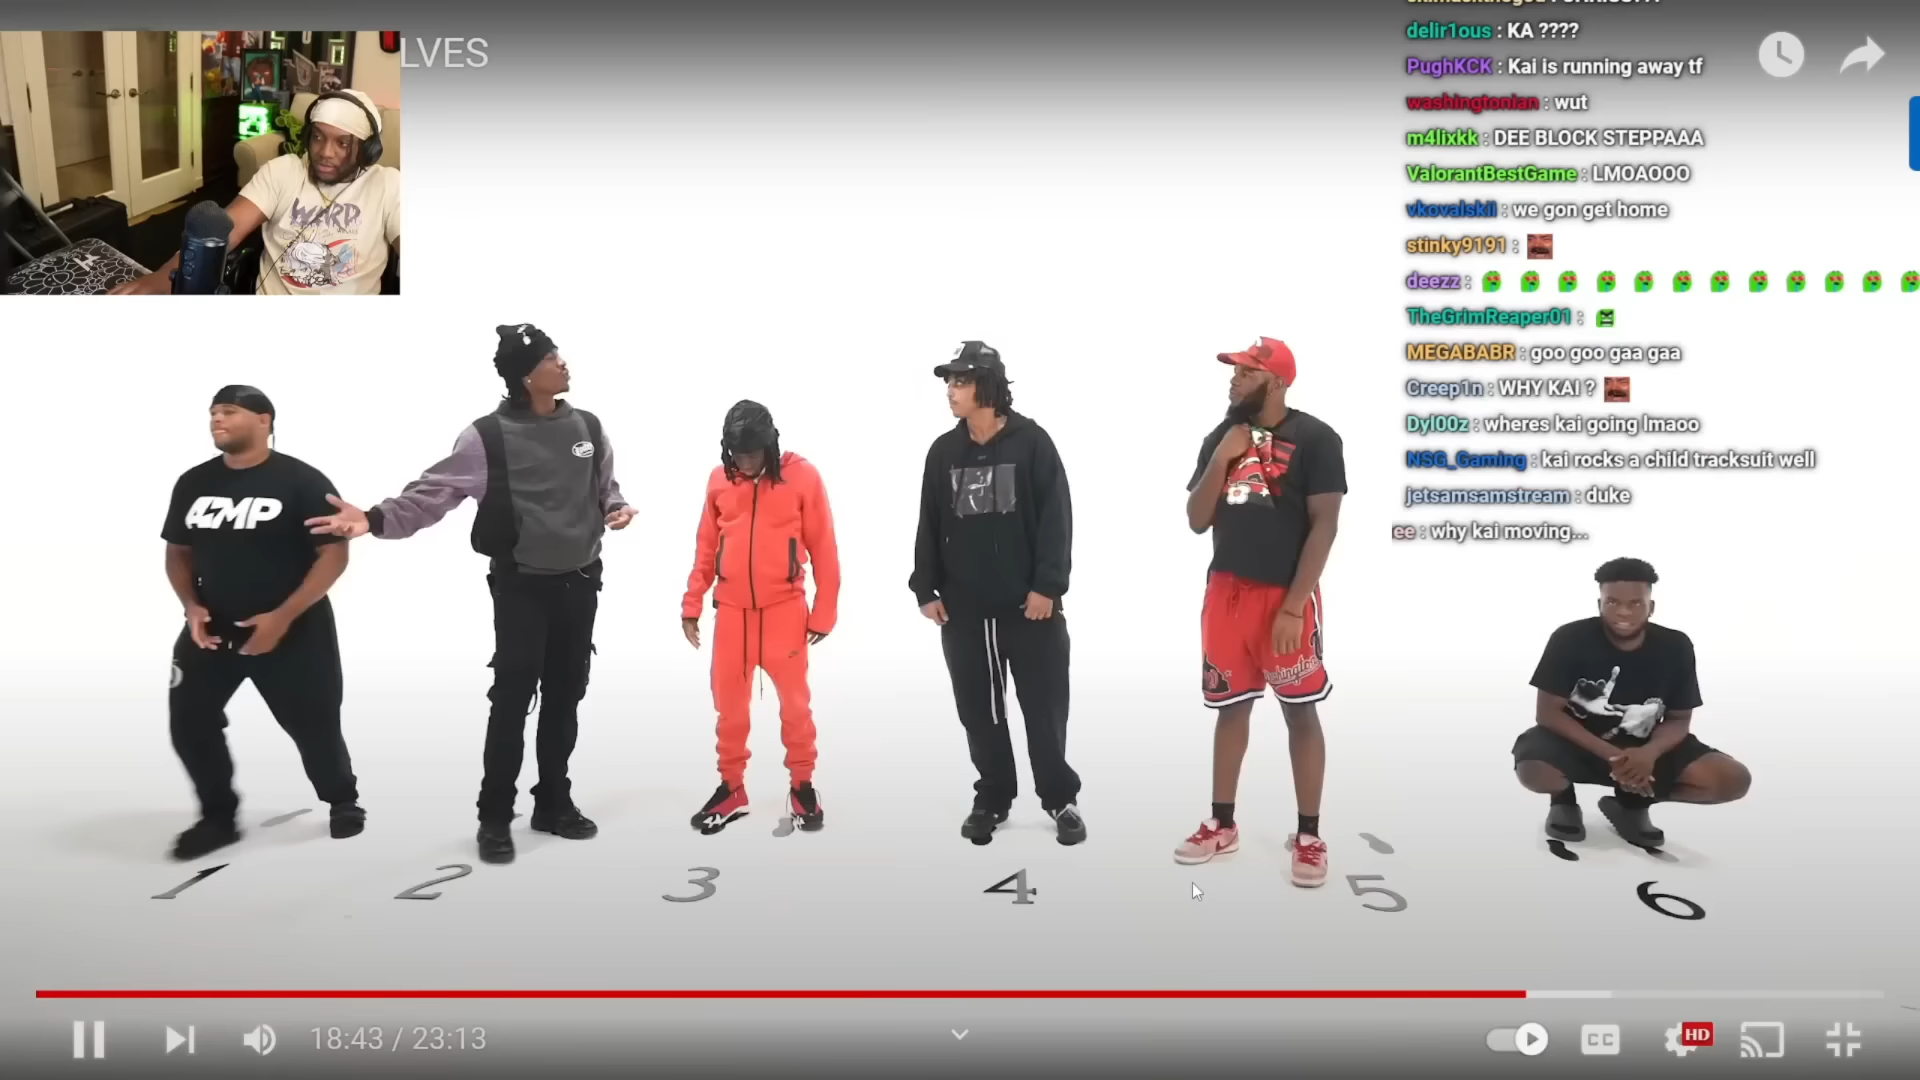 LVES
delir1ous : KA ????
PughKCK : Kai is running away tf
washingtonian : wut
m4lixkk : DEE BLOCK STEPPAAA
ValorantBestGame : LMOAOOO
vkovalskii : we gon get home
stinky9191 :
deezz :
TheGrimReaper01 :
MEGABABR : goo goo gaa gaa
Creep1n : WHY KAI ?
Dyl00z : wheres kai going lmaoo
NSG_Gaming : kai rocks a child tracksuit well
jetsamsamstream : duke
ee : why kai moving...
WARD
AMP
Washington
1 2 3 4 5 6
18:43 / 23:13
CC
HD